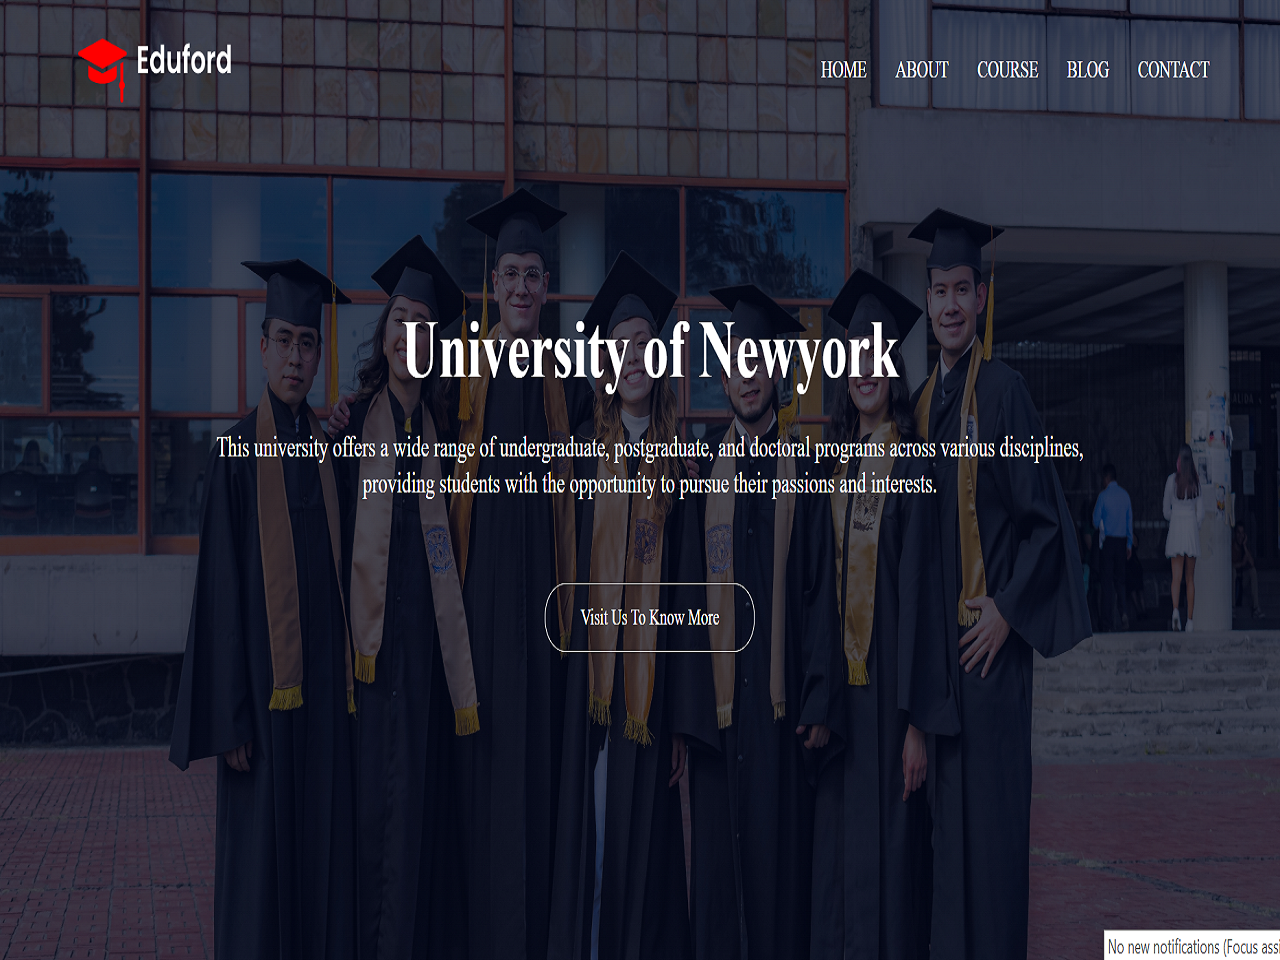 Eduford
HOME ABOUT COURSE BLOG CONTACT
University of Newyork
This university offers a wide range of undergraduate, postgraduate, and doctoral programs across various disciplines,
providing students with the opportunity to pursue their passions and interests.
Visit Us To Know More
No new notifications (Focus assi